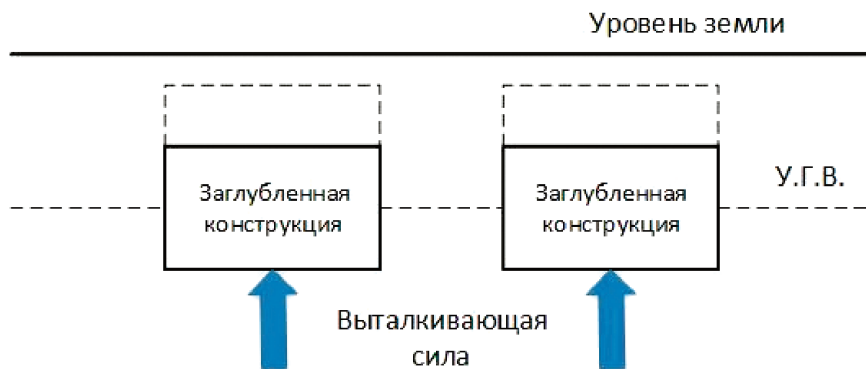 Уровень земли
Заглубленная
конструкция
Заглубленная
конструкция
У.Г.В.
Выталкивающая
сила